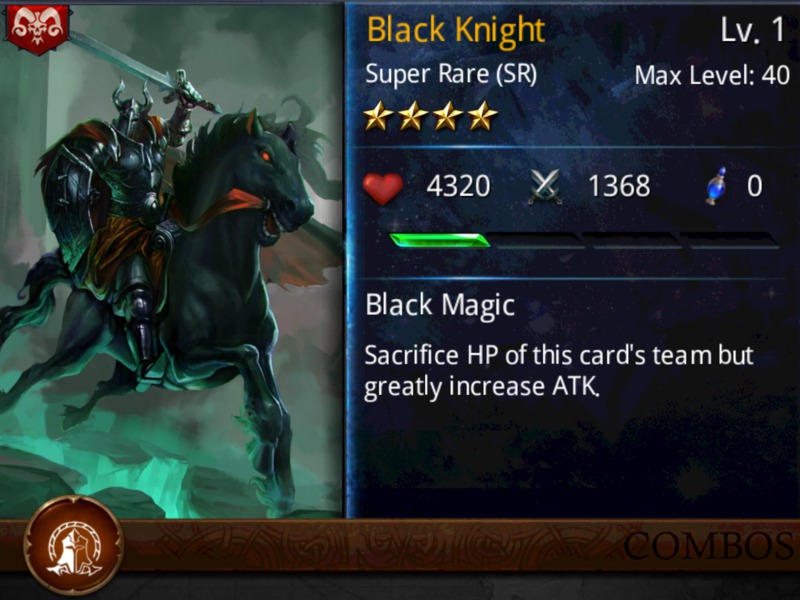 Black Knight
Lv. 1
Super Rare (SR)
Max Level: 40
4320
1368
0
Black Magic
Sacrifice HP of this card's team but
greatly increase ATK.
COMBOS